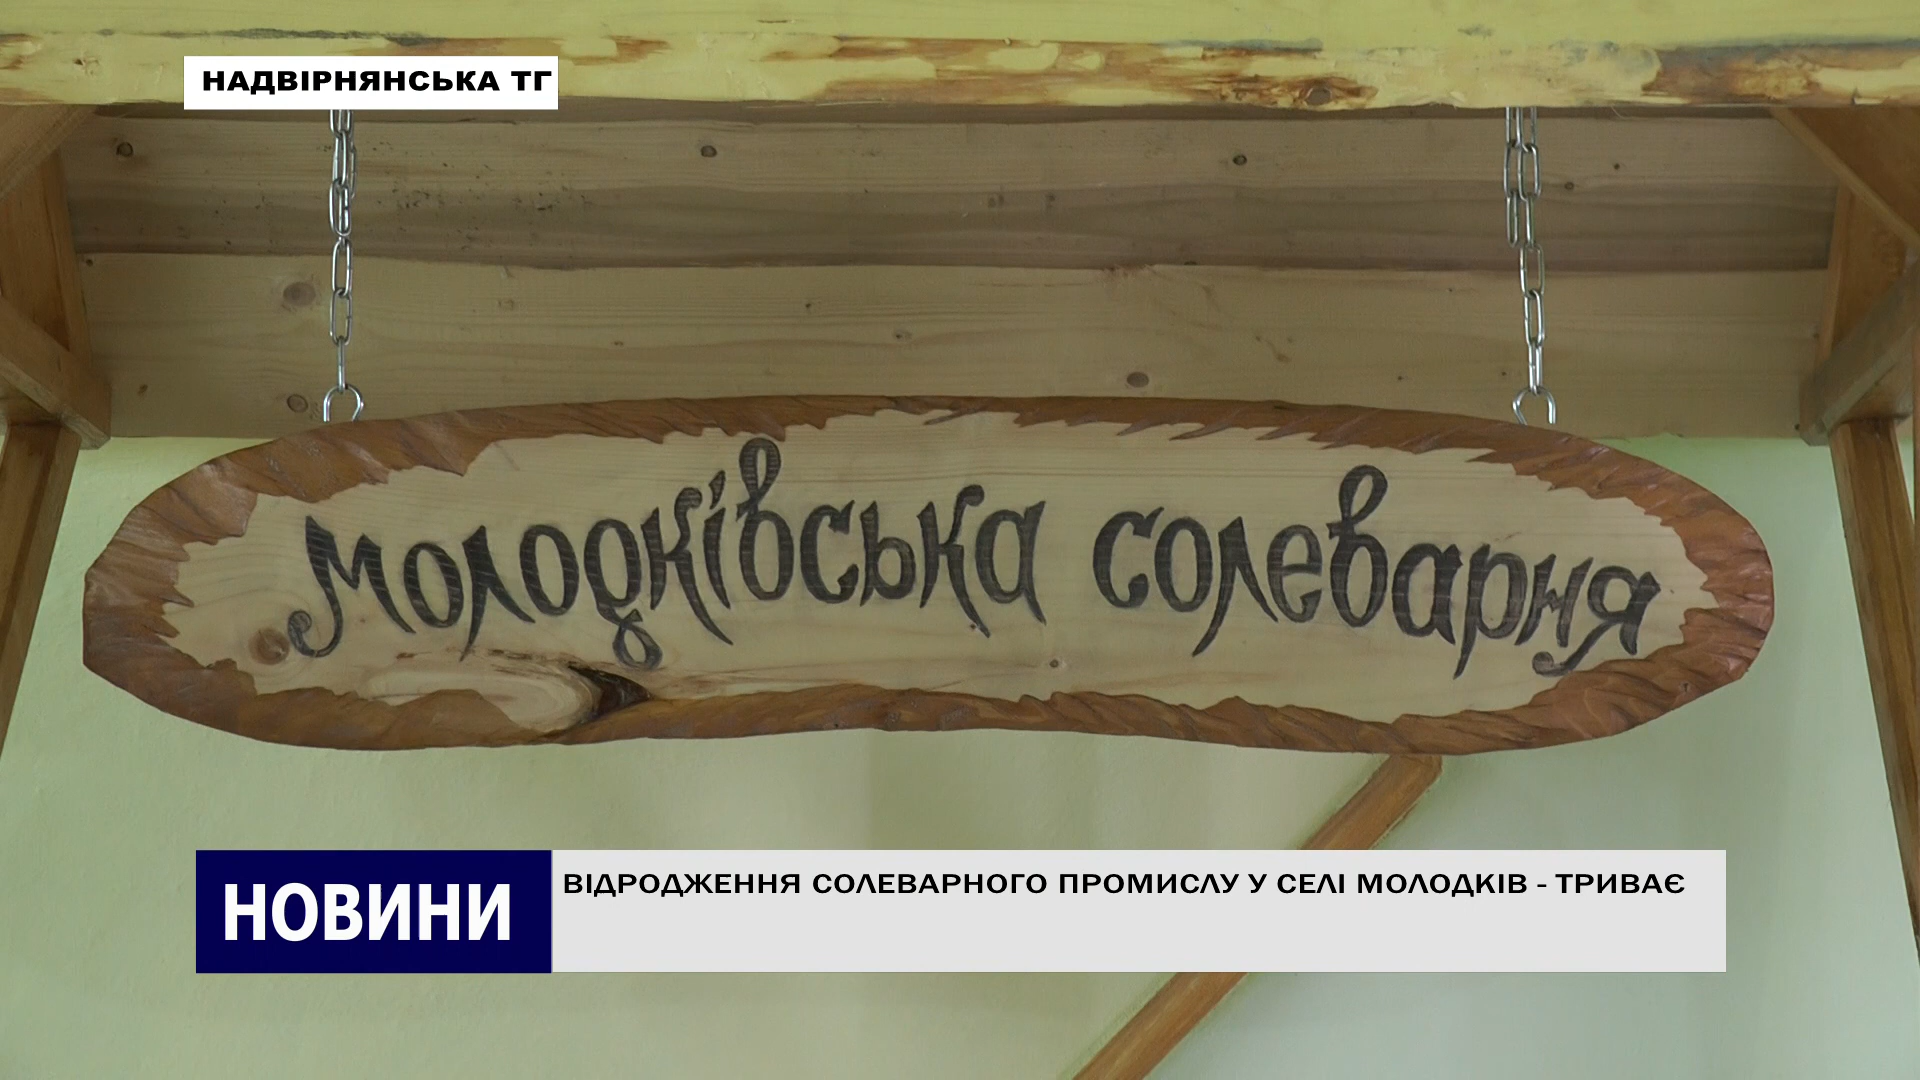 НАДВІРНЯНСЬКА ТГ
Молодківська солеварня
НОВИНИ
ВІДРОДЖЕННЯ СОЛЕВАРНОГО ПРОМИСЛУ У СЕЛІ МОЛОДКІВ - ТРИВАЄ